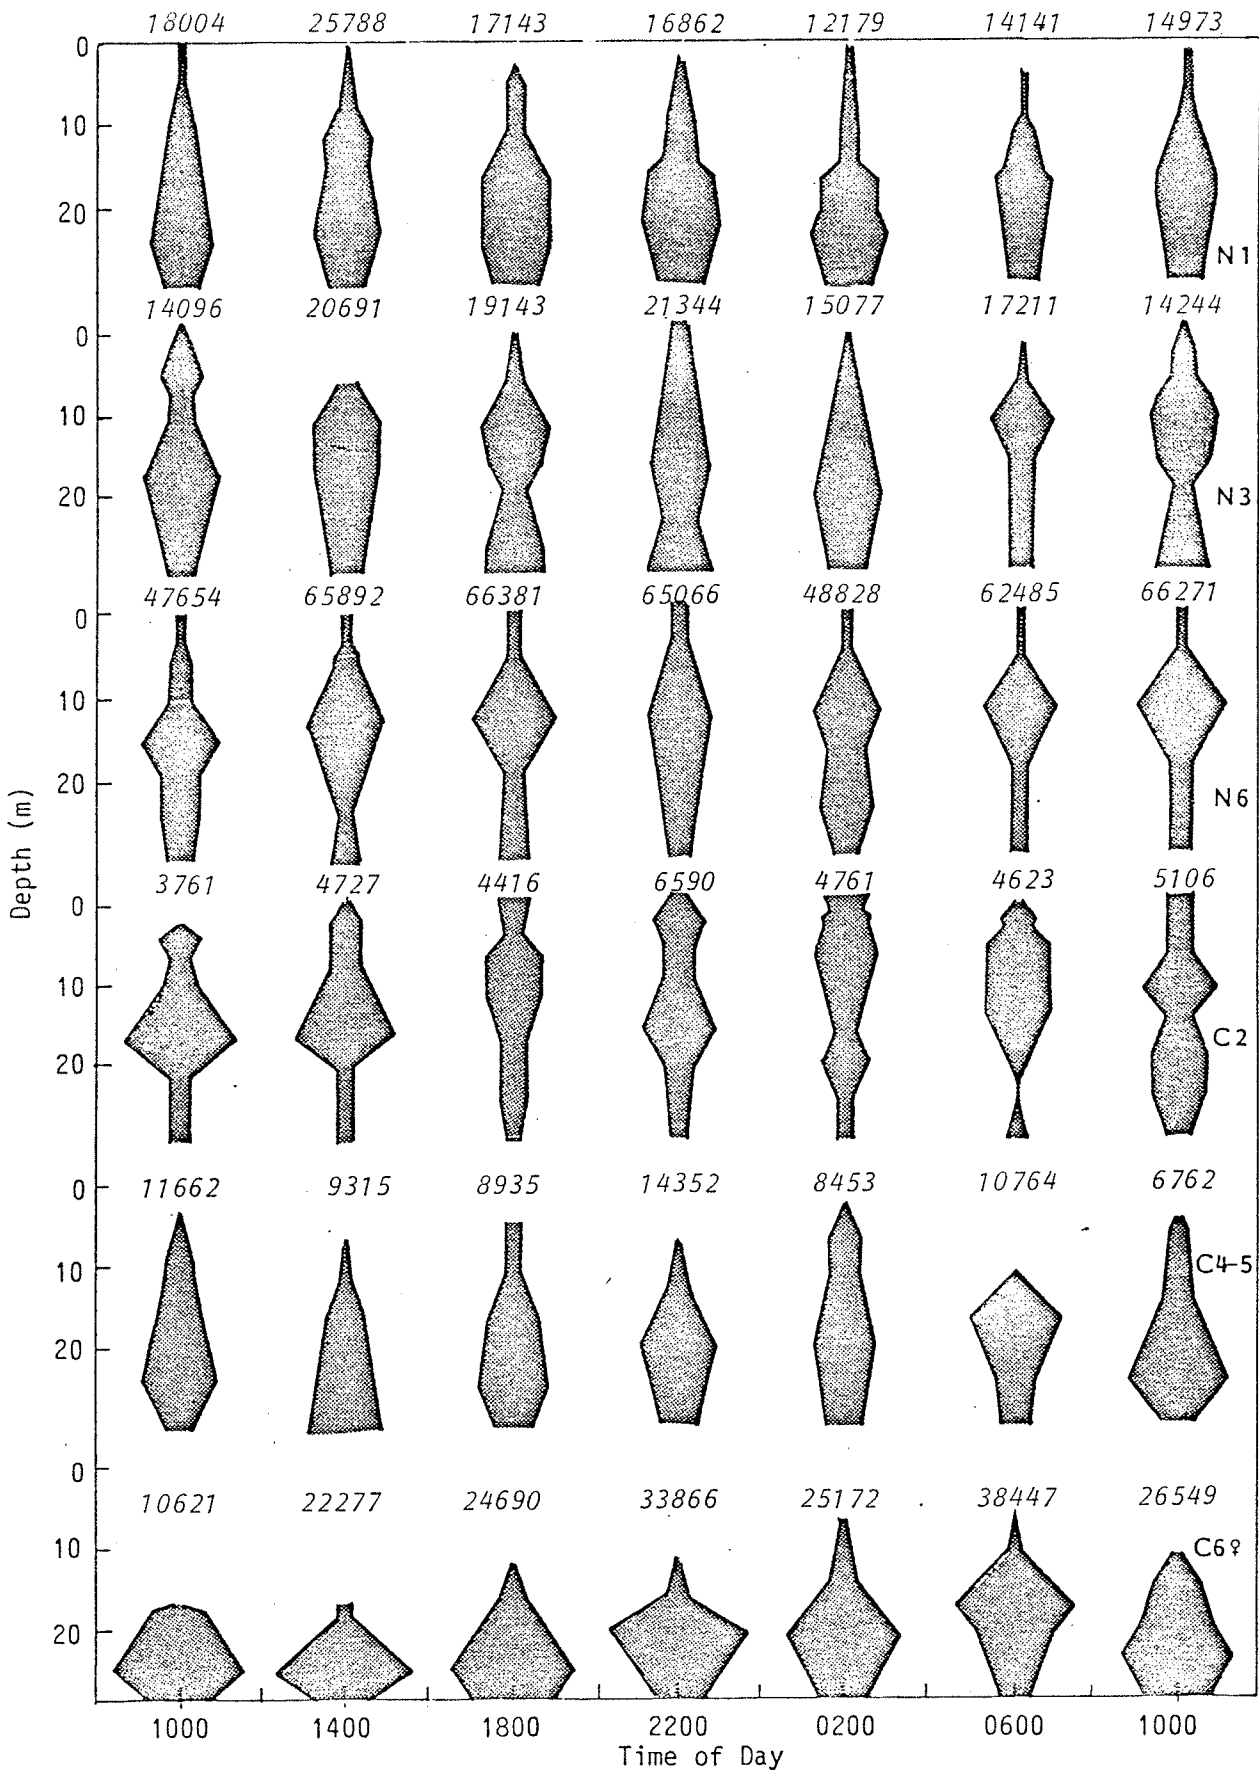 18004 25788 17143 16862 12179 14141 14973
0
10
20
N1
14096 20691 19143 21344 15077 17211 14244
0
10
20
N3
47654 65892 66381 65066 48828 62485 66271
0
10
20
N6
Depth (m)
3761 4727 4416 6590 4761 4623 5106
0
10
20
C2
0 11662 9315 8935 14352 8453 10764 6762
10 C4-5
20
0
10621 22277 24690 33866 25172 38447 26549
10 C6♀
20
1000 1400 1800 2200 0200 0600 1000
Time of Day